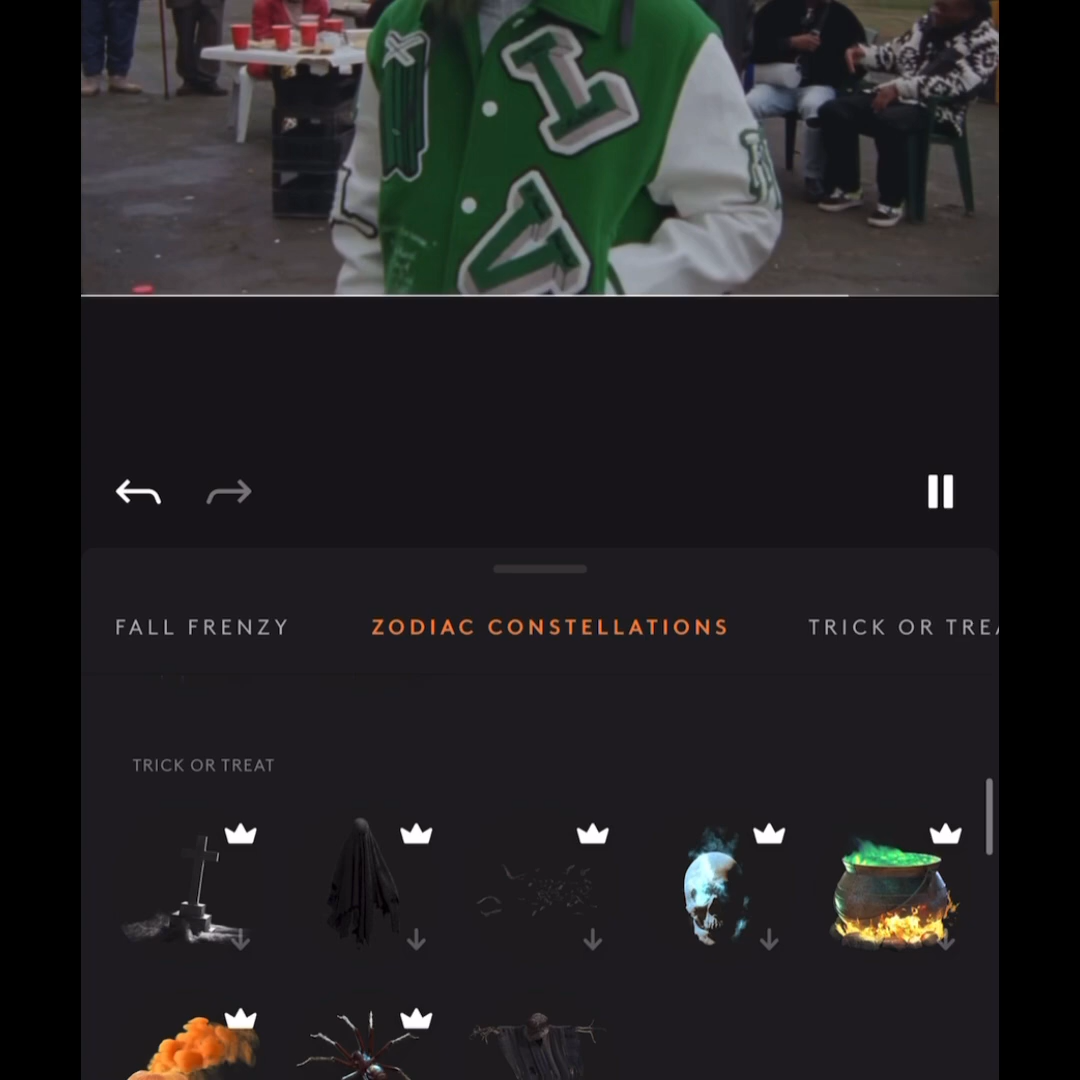 L
V
L
FALL FRENZY
ZODIAC CONSTELLATIONS
TRICK OR TREA
TRICK OR TREAT